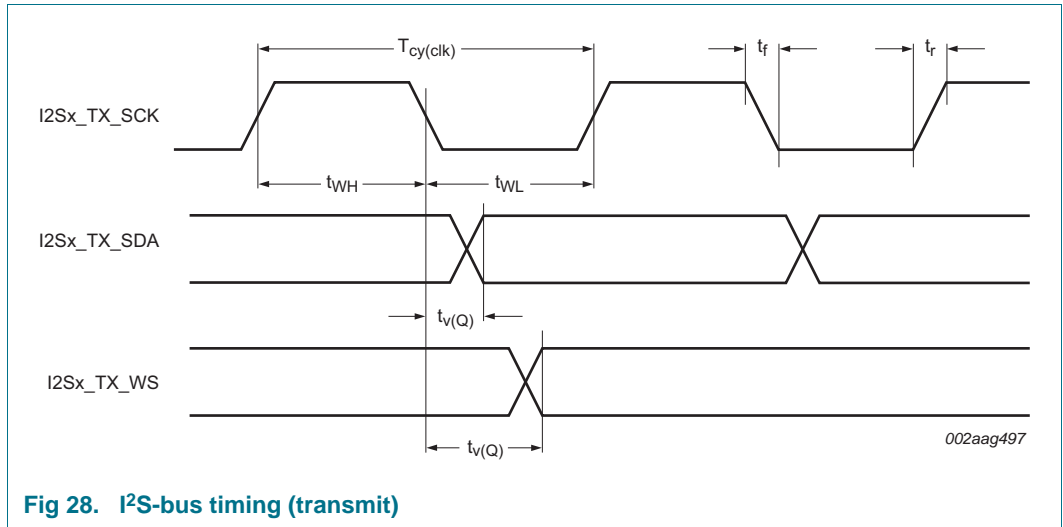 T_cy(clk) t_f t_r
I2Sx_TX_SCK
t_WH t_WL
I2Sx_TX_SDA
t_v(Q)
I2Sx_TX_WS
t_v(Q)
002aag497
Fig 28. I²S-bus timing (transmit)